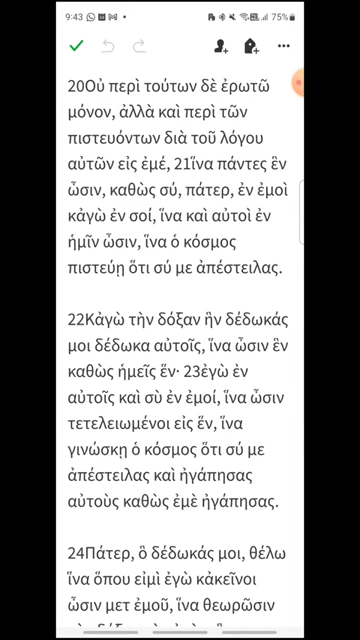 9:43
75%
20Οὐ περὶ τούτων δὲ ἐρωτῶ
μόνον, ἀλλὰ καὶ περὶ τῶν
πιστευόντων διὰ τοῦ λόγου
αὐτῶν εἰς ἐμέ, 21ἵνα πάντες ἓν
ὦσιν, καθὼς σύ, πάτερ, ἐν ἐμοὶ
κἀγὼ ἐν σοί, ἵνα καὶ αὐτοὶ ἐν
ἡμῖν ὦσιν, ἵνα ὁ κόσμος
πιστεύῃ ὅτι σύ με ἀπέστειλας.
22Κἀγὼ τὴν δόξαν ἣν δέδωκάς
μοι δέδωκα αὐτοῖς, ἵνα ὦσιν ἓν
καθὼς ἡμεῖς ἕν· 23ἐγὼ ἐν
αὐτοῖς καὶ σὺ ἐν ἐμοί, ἵνα ὦσιν
τετελειωμένοι εἰς ἕν, ἵνα
γινώσκῃ ὁ κόσμος ὅτι σύ με
ἀπέστειλας καὶ ἠγάπησας
αὐτοὺς καθὼς ἐμὲ ἠγάπησας.
24Πάτερ, ὃ δέδωκάς μοι, θέλω
ἵνα ὅπου εἰμὶ ἐγὼ κἀκεῖνοι
ὦσιν μετ ἐμοῦ, ἵνα θεωρῶσιν